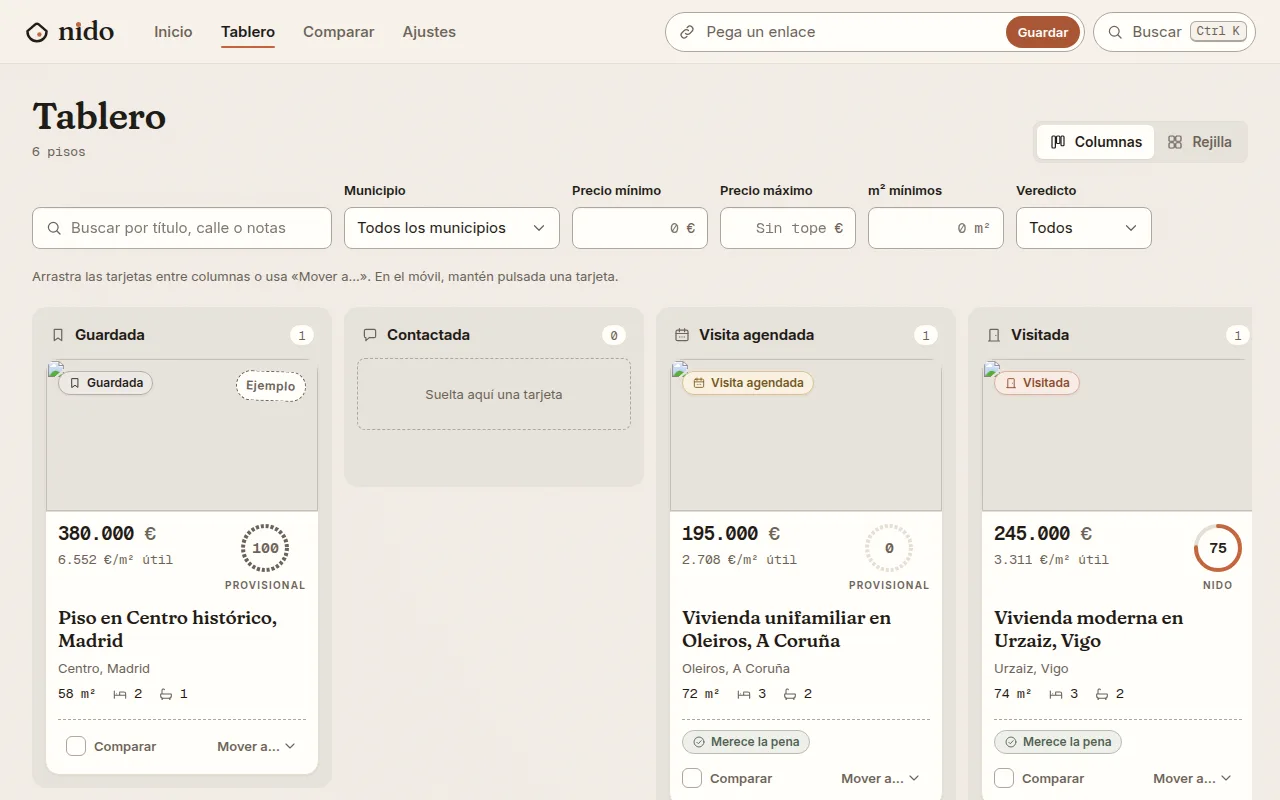 nido
Inicio
Tablero
Comparar
Ajustes
Pega un enlace
Guardar
Buscar
Ctrl K
Tablero
6 pisos
Columnas
Rejilla
Buscar por título, calle o notas
Municipio
Todos los municipios
Precio mínimo
0 €
Precio máximo
Sin tope €
m² mínimos
0 m²
Veredicto
Todos
Arrastra las tarjetas entre columnas o usa «Mover a...». En el móvil, mantén pulsada una tarjeta.
Guardada
1
Guardada
Ejemplo
380.000 €
6.552 €/m² útil
100
PROVISIONAL
Piso en Centro histórico,
Madrid
Centro, Madrid
58 m²
2
1
Comparar
Mover a...
Contactada
0
Suelta aquí una tarjeta
Visita agendada
1
Visita agendada
195.000 €
2.708 €/m² útil
0
PROVISIONAL
Vivienda unifamiliar en
Oleiros, A Coruña
Oleiros, A Coruña
72 m²
3
2
Merece la pena
Comparar
Mover a...
Visitada
1
Visitada
245.000 €
3.311 €/m² útil
75
NIDO
Vivienda moderna en
Urzaiz, Vigo
Urzaiz, Vigo
74 m²
3
2
Merece la pena
Comparar
Mover a...